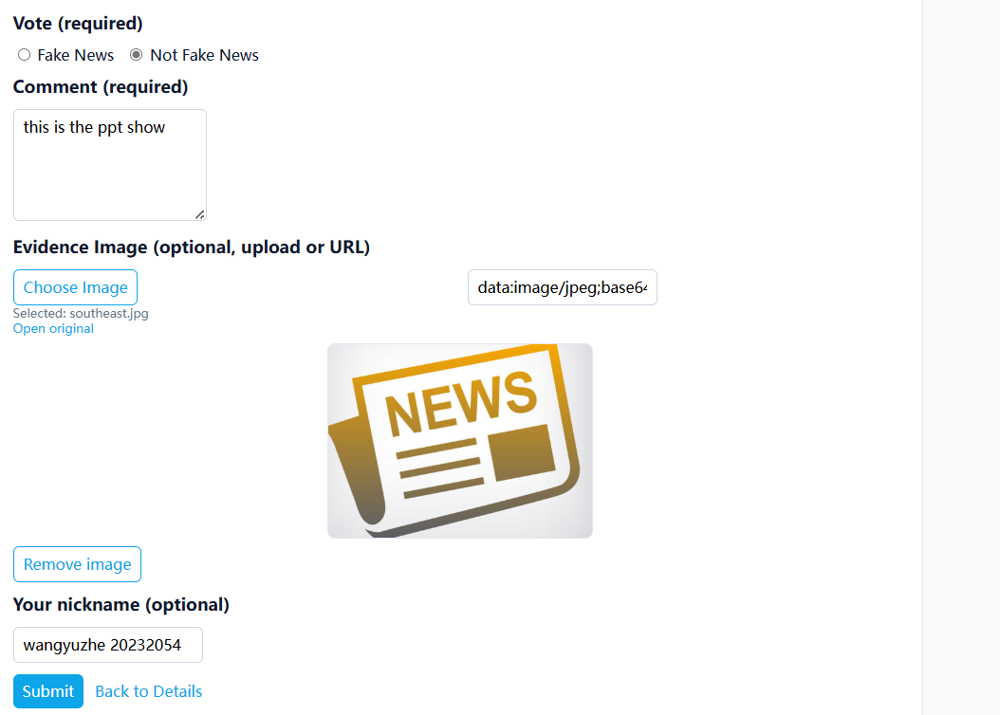 Vote (required)
Fake News Not Fake News
Comment (required)
this is the ppt show
Evidence Image (optional, upload or URL)
Choose Image data:image/jpeg;base64
Selected: southeast.jpg
Open original
NEWS
Remove image
Your nickname (optional)
wangyuzhe 20232054
Submit Back to Details